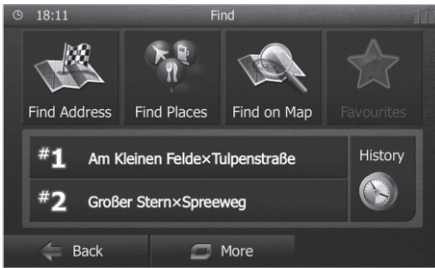 18:11 Find
Find Address Find Places Find on Map Favourites
#1 Am Kleinen Felde×Tulpenstraße History
#2 Großer Stern×Spreeweg
Back More